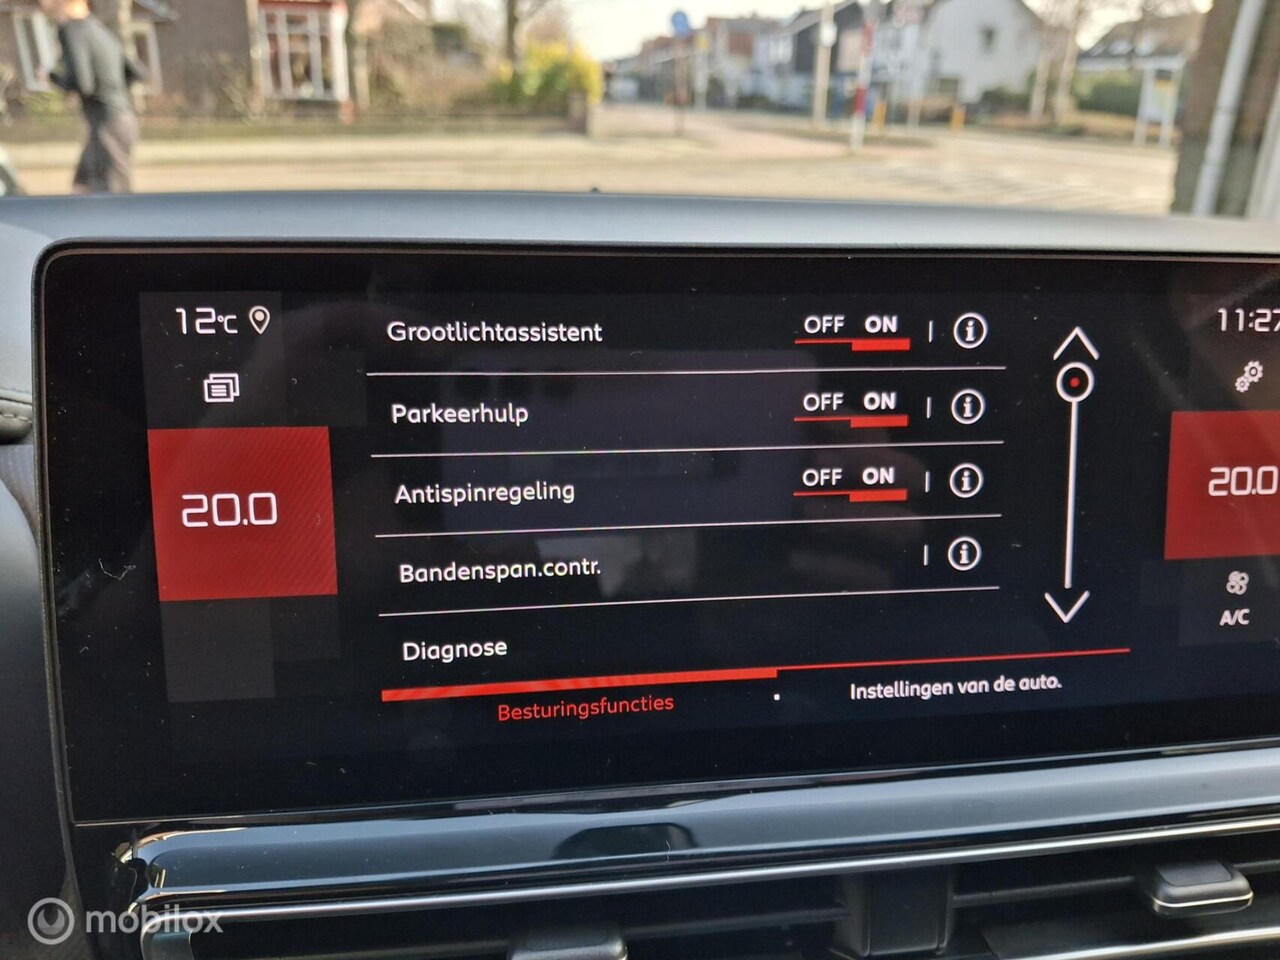 12°C
11:27
Grootlichtassistent OFF ON
Parkeerhulp OFF ON
20.0
20.0
Antispinregeling OFF ON
Bandenspan.contr.
A/C
Diagnose
Besturingsfuncties
Instellingen van de auto.
mobilox